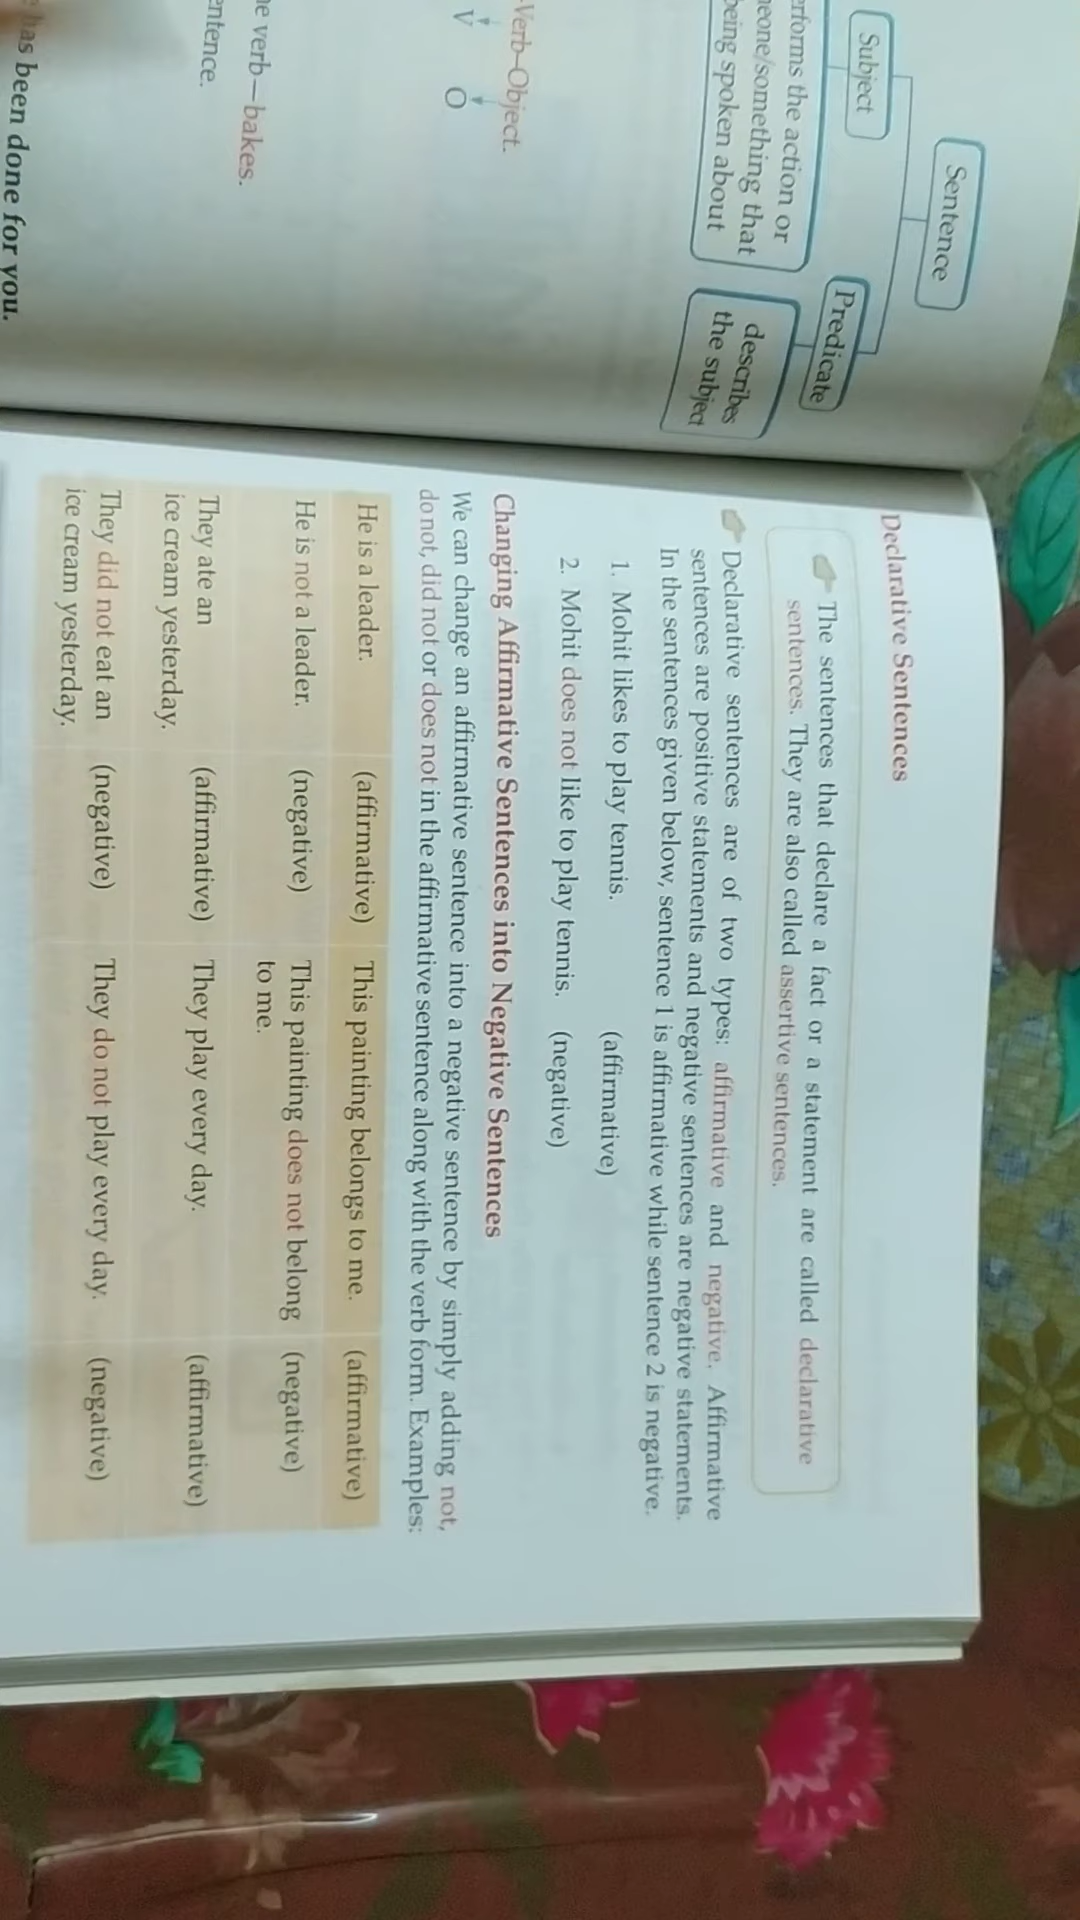 Sentence
Subject
Predicate
erforms the action or
eone/something that
being spoken about
describes
the subject
-Verb–Object.
V O
e verb—bakes.
entence.
has been done for you.
Declarative Sentences
The sentences that declare a fact or a statement are called declarative
sentences. They are also called assertive sentences.
Declarative sentences are of two types: affirmative and negative. Affirmative
sentences are positive statements and negative sentences are negative statements.
In the sentences given below, sentence 1 is affirmative while sentence 2 is negative.
1. Mohit likes to play tennis. (affirmative)
2. Mohit does not like to play tennis. (negative)
Changing Affirmative Sentences into Negative Sentences
We can change an affirmative sentence into a negative sentence by simply adding not,
do not, did not or does not in the affirmative sentence along with the verb form. Examples:
He is a leader. (affirmative) This painting belongs to me. (affirmative)
He is not a leader. (negative) This painting does not belong (negative)
to me.
They ate an (affirmative) They play every day. (affirmative)
ice cream yesterday.
They did not eat an (negative) They do not play every day. (negative)
ice cream yesterday.